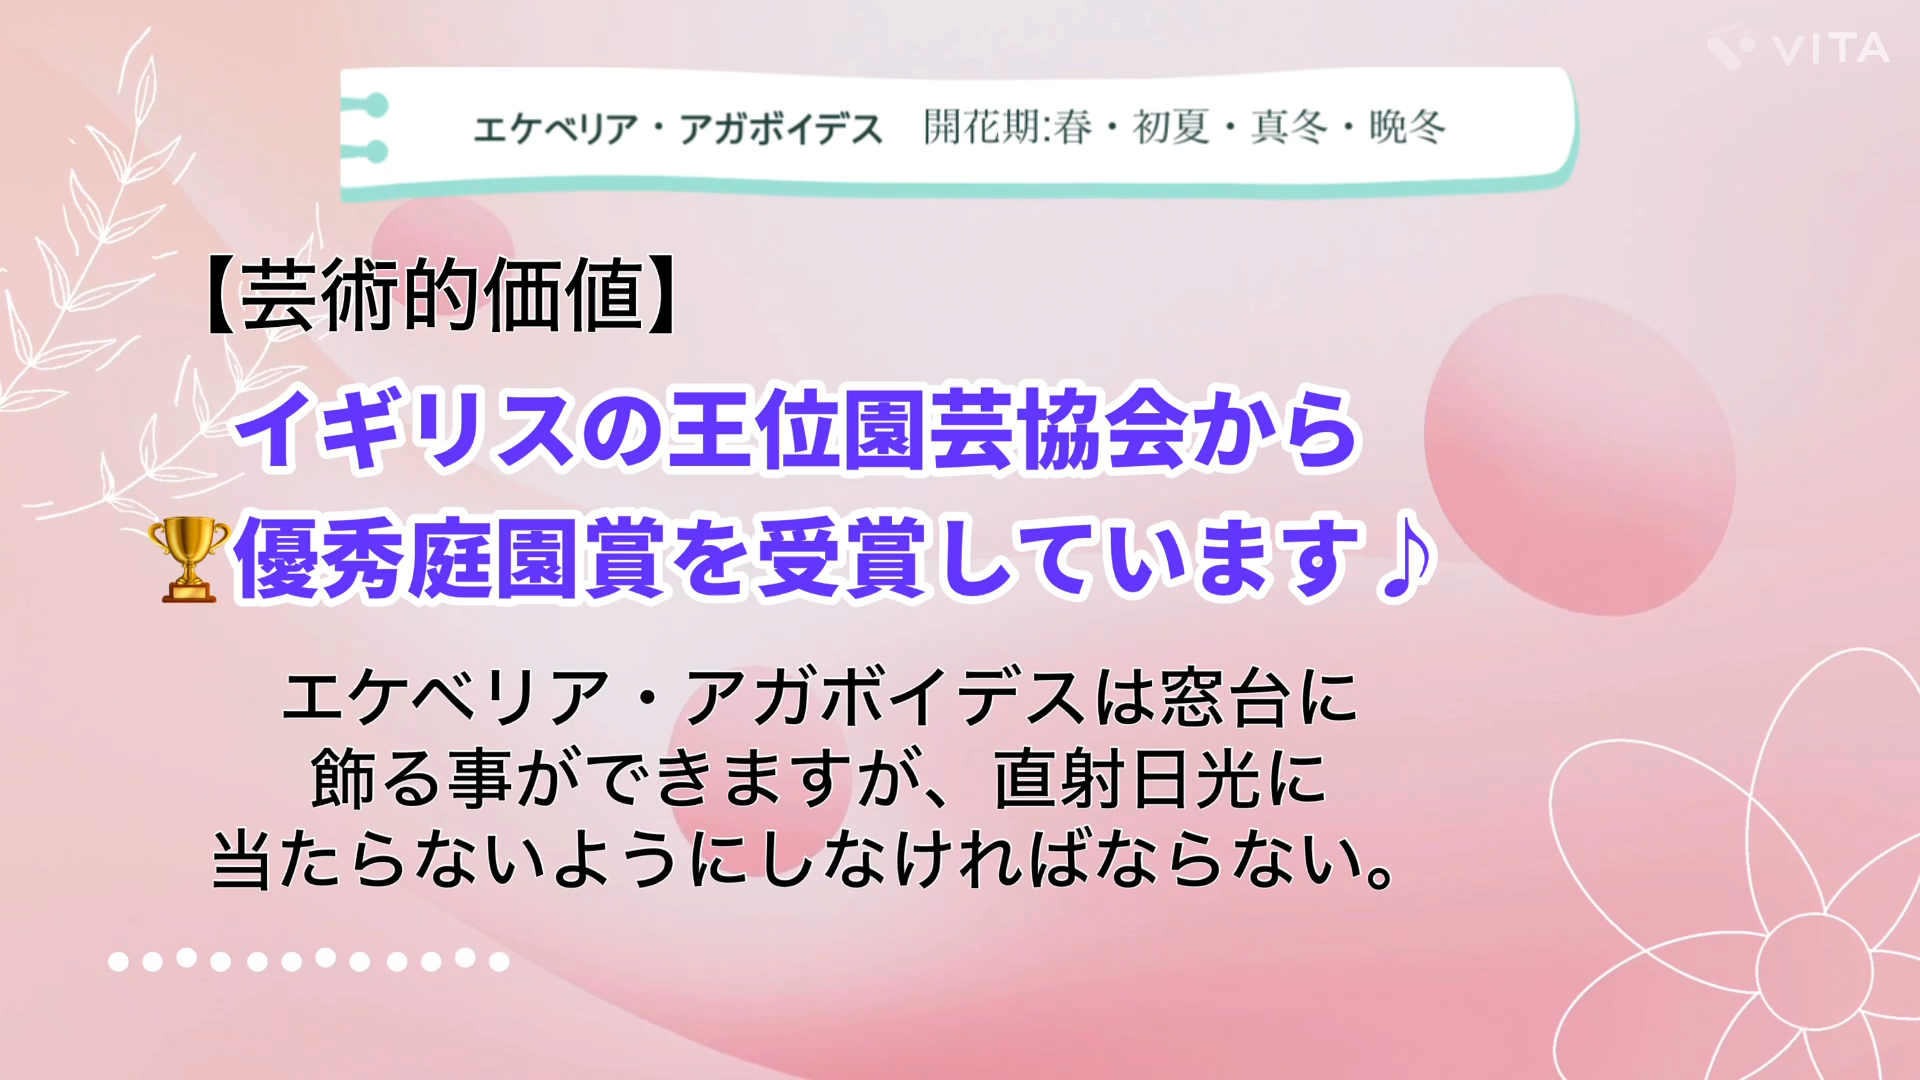 VITA
エケベリア・アガボイデス 開花期:春・初夏・真冬・晩冬
【芸術的価値】
イギリスの王位園芸協会から
🏆優秀庭園賞を受賞しています♪
エケベリア・アガボイデスは窓台に
飾る事ができますが、直射日光に
当たらないようにしなければならない。